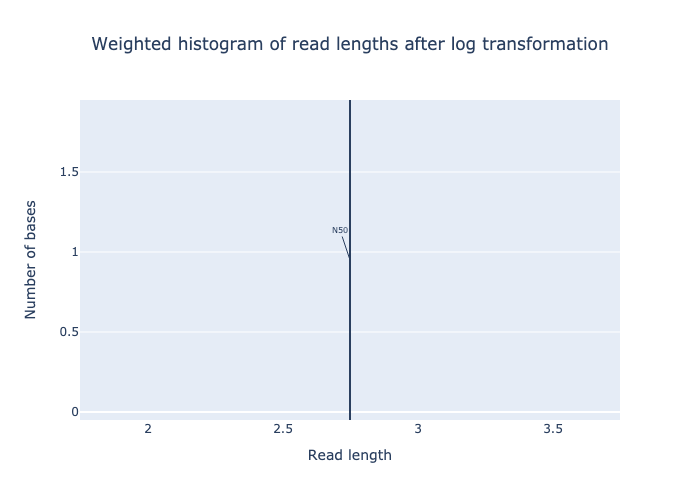 Weighted histogram of read lengths after log transformation
Number of bases
1.5
1
0.5
0
N50
2
2.5
3
3.5
Read length